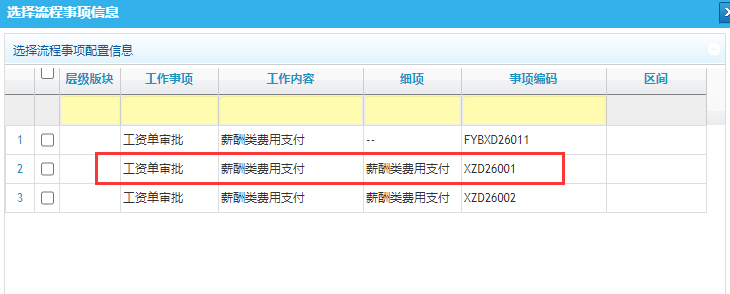 选择流程事项信息
选择流程事项配置信息
层级版块 工作事项 工作内容 细项 事项编码 区间
1 工资单审批 薪酬类费用支付 -- FYBXD26011
2 工资单审批 薪酬类费用支付 薪酬类费用支付 XZD26001
3 工资单审批 薪酬类费用支付 薪酬类费用支付 XZD26002